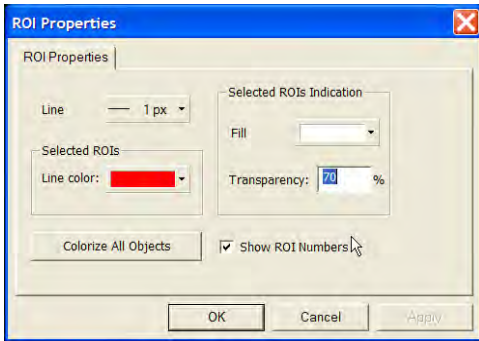 ROI Properties
ROI Properties
Line
1 px
Selected ROIs
Line color:
Selected ROIs Indication
Fill
Transparency: 70 %
Colorize All Objects
Show ROI Numbers
OK
Cancel
Apply